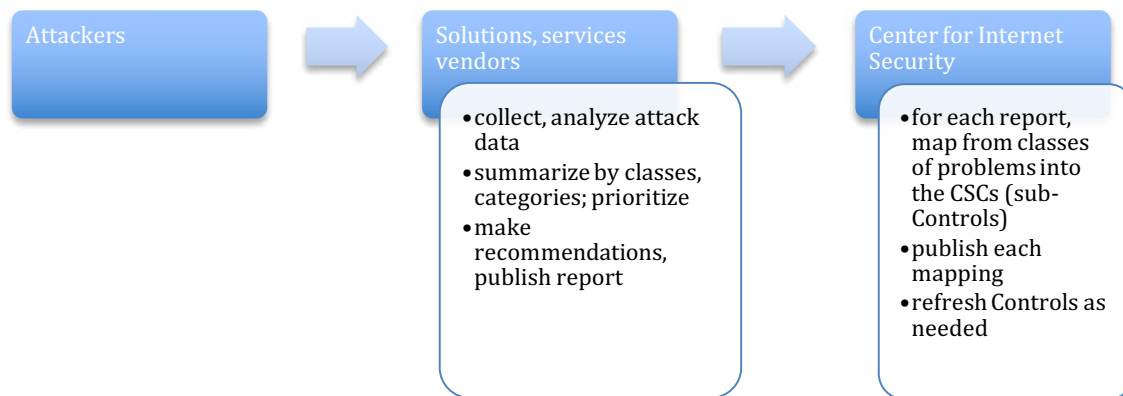 Attackers
Solutions, services
vendors
•collect, analyze attack
data
•summarize by classes,
categories; prioritize
•make
recommendations,
publish report
Center for Internet
Security
•for each report,
map from classes
of problems into
the CSCs (sub-
Controls)
•publish each
mapping
•refresh Controls as
needed